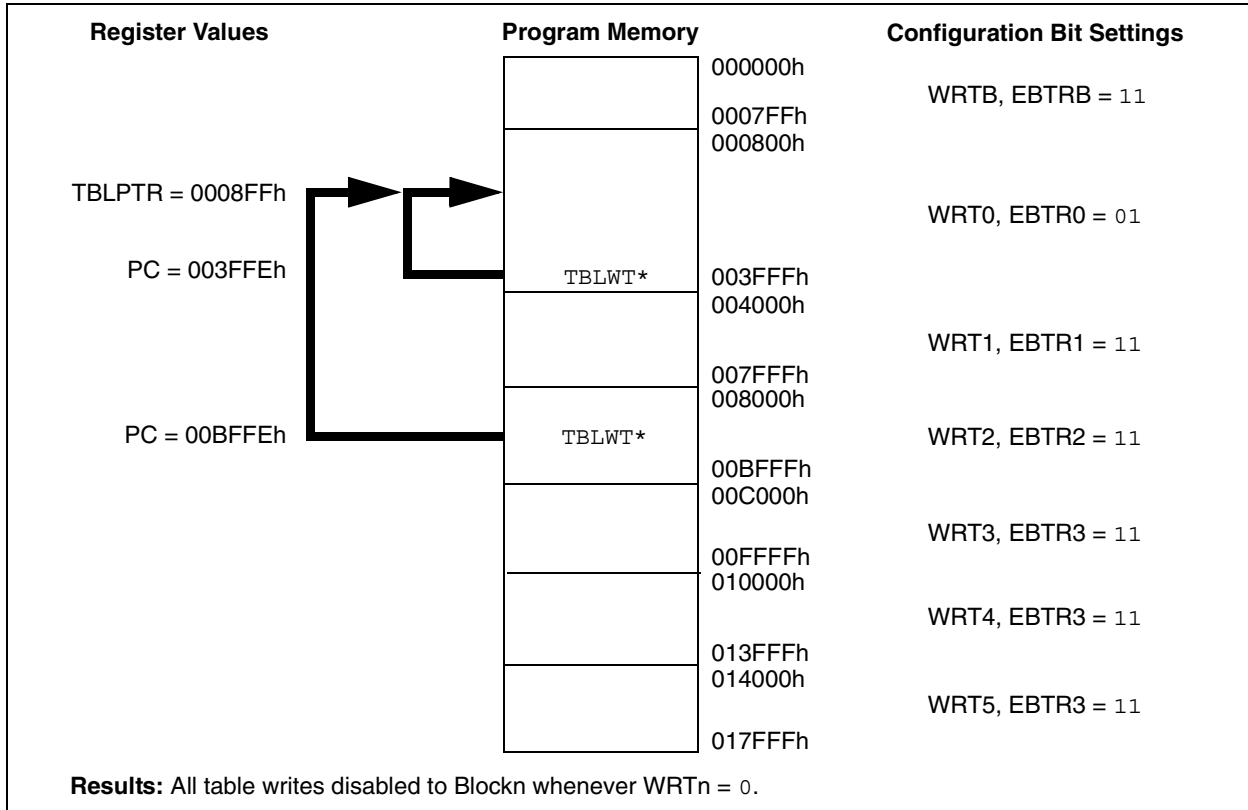 Register Values
Program Memory
Configuration Bit Settings
000000h
WRTB, EBTRB = 11
0007FFh
000800h
TBLPTR = 0008FFh
WRT0, EBTR0 = 01
PC = 003FFEh
TBLWT*
003FFFh
004000h
WRT1, EBTR1 = 11
007FFFh
008000h
PC = 00BFFEh
TBLWT*
WRT2, EBTR2 = 11
00BFFFh
00C000h
WRT3, EBTR3 = 11
00FFFFh
010000h
WRT4, EBTR3 = 11
013FFFh
014000h
WRT5, EBTR3 = 11
017FFFh
Results: All table writes disabled to Blockn whenever WRTn = 0.